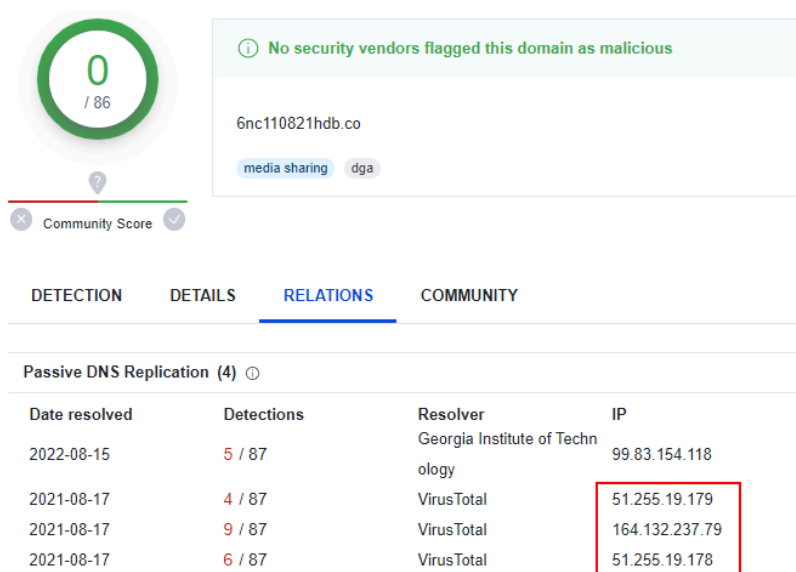 0
/ 86
No security vendors flagged this domain as malicious
6nc110821hdb.co
media sharing dga
?
Community Score
DETECTION DETAILS RELATIONS COMMUNITY
Passive DNS Replication (4)
Date resolved Detections Resolver IP
2022-08-15 5 / 87 Georgia Institute of Techn
ology 99.83.154.118
2021-08-17 4 / 87 VirusTotal 51.255.19.179
2021-08-17 9 / 87 VirusTotal 164.132.237.79
2021-08-17 6 / 87 VirusTotal 51.255.19.178